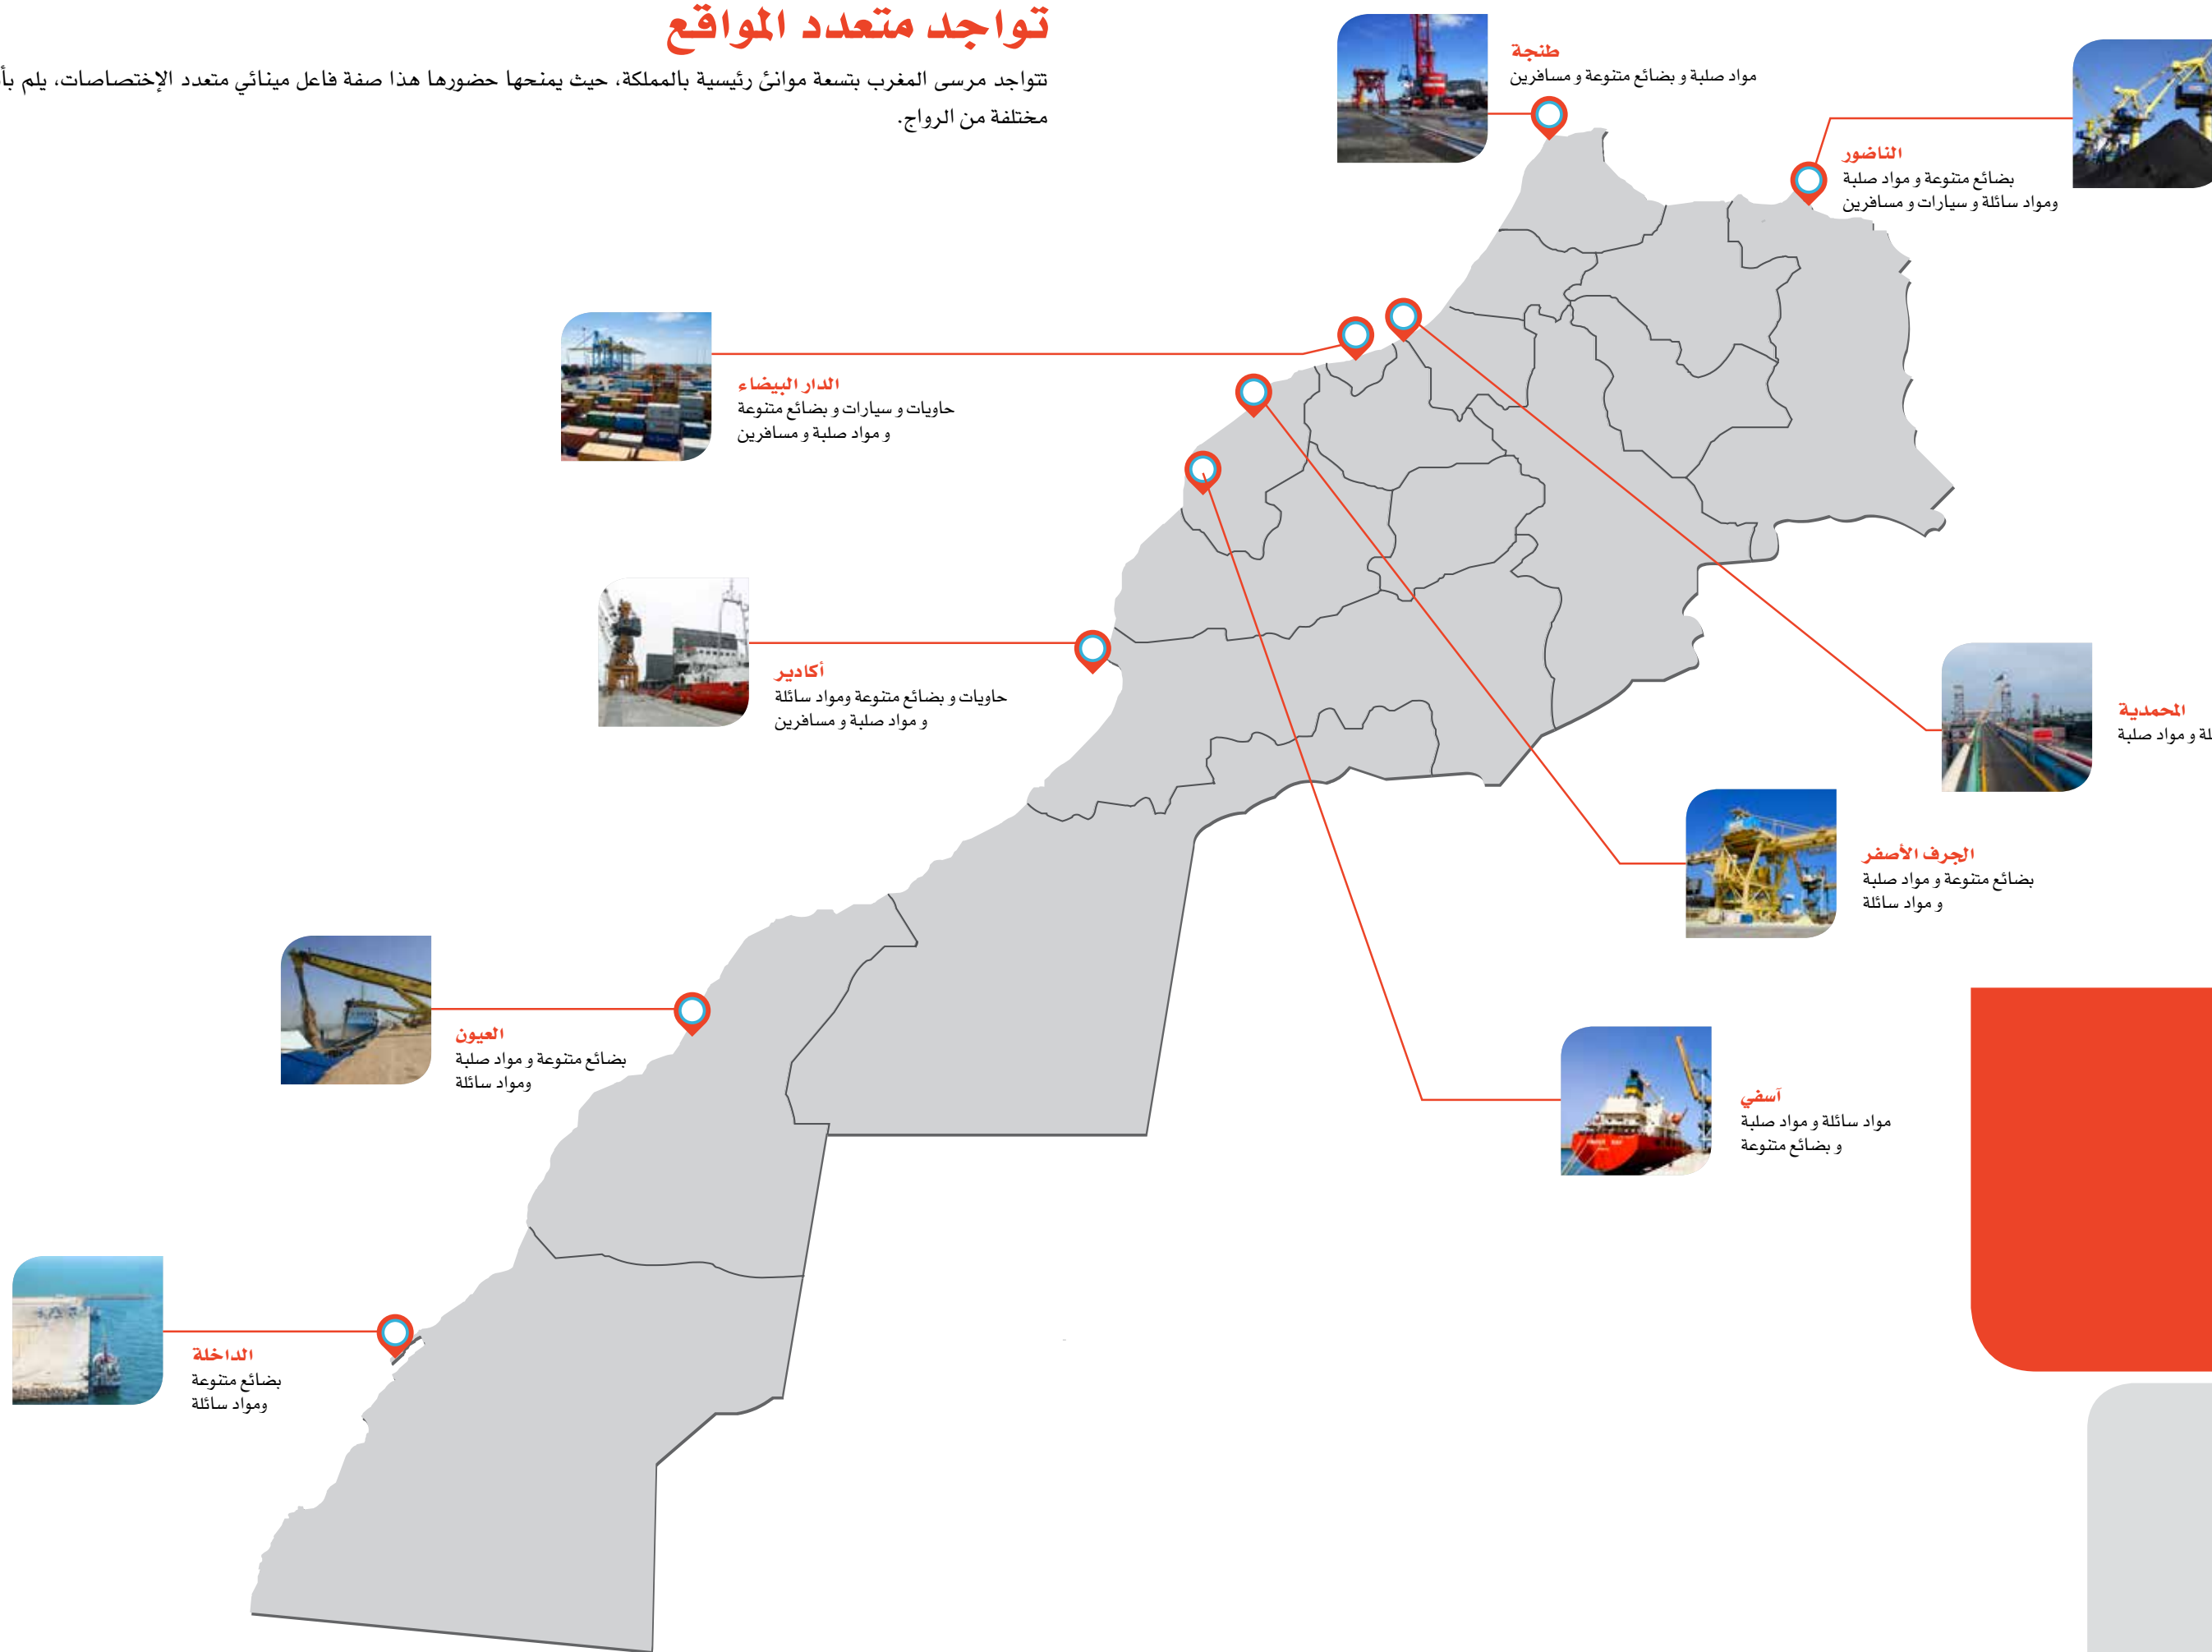 تواجد متعدد المواقع
تتواجد مرسى المغرب بتسعة موانئ رئيسية بالمملكة، حيث يمنحها حضورها هذا صفة فاعل مينائي متعدد الإختصاصات، يلم
مختلفة من الرواج.
طنجة
مواد صلبة و بضائع متنوعة و مسافرين
الناضور
بضائع متنوعة و مواد صلبة
ومواد سائلة و سيارات و مسافرين
الدار البيضاء
حاويات و سيارات و بضائع متنوعة
و مواد صلبة و مسافرين
أكادير
حاويات و بضائع متنوعة ومواد سائلة
و مواد صلبة و مسافرين
المحمدية
و مواد صلبة
الجرف الأصفر
بضائع متنوعة و مواد صلبة
و مواد سائلة
العيون
بضائع متنوعة و مواد صلبة
ومواد سائلة
آسفي
مواد سائلة و مواد صلبة
و بضائع متنوعة
الداخلة
بضائع متنوعة
ومواد سائلة